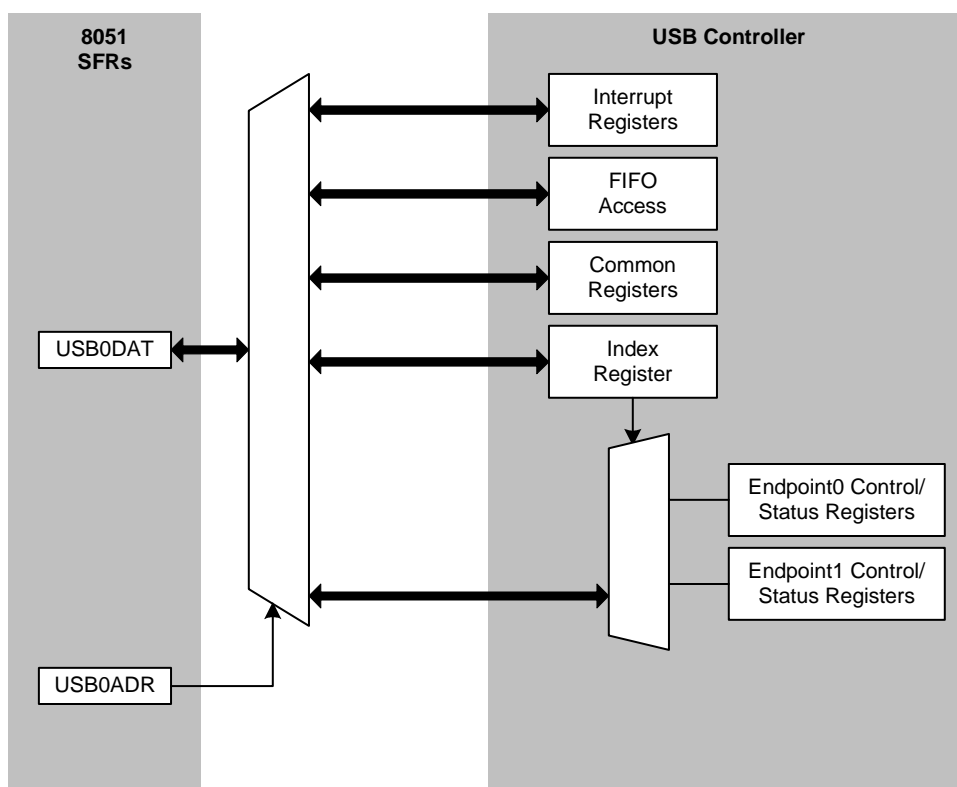 8051
SFRs
USB Controller
Interrupt
Registers
FIFO
Access
Common
Registers
USB0DAT
Index
Register
Endpoint0 Control/
Status Registers
Endpoint1 Control/
Status Registers
USB0ADR